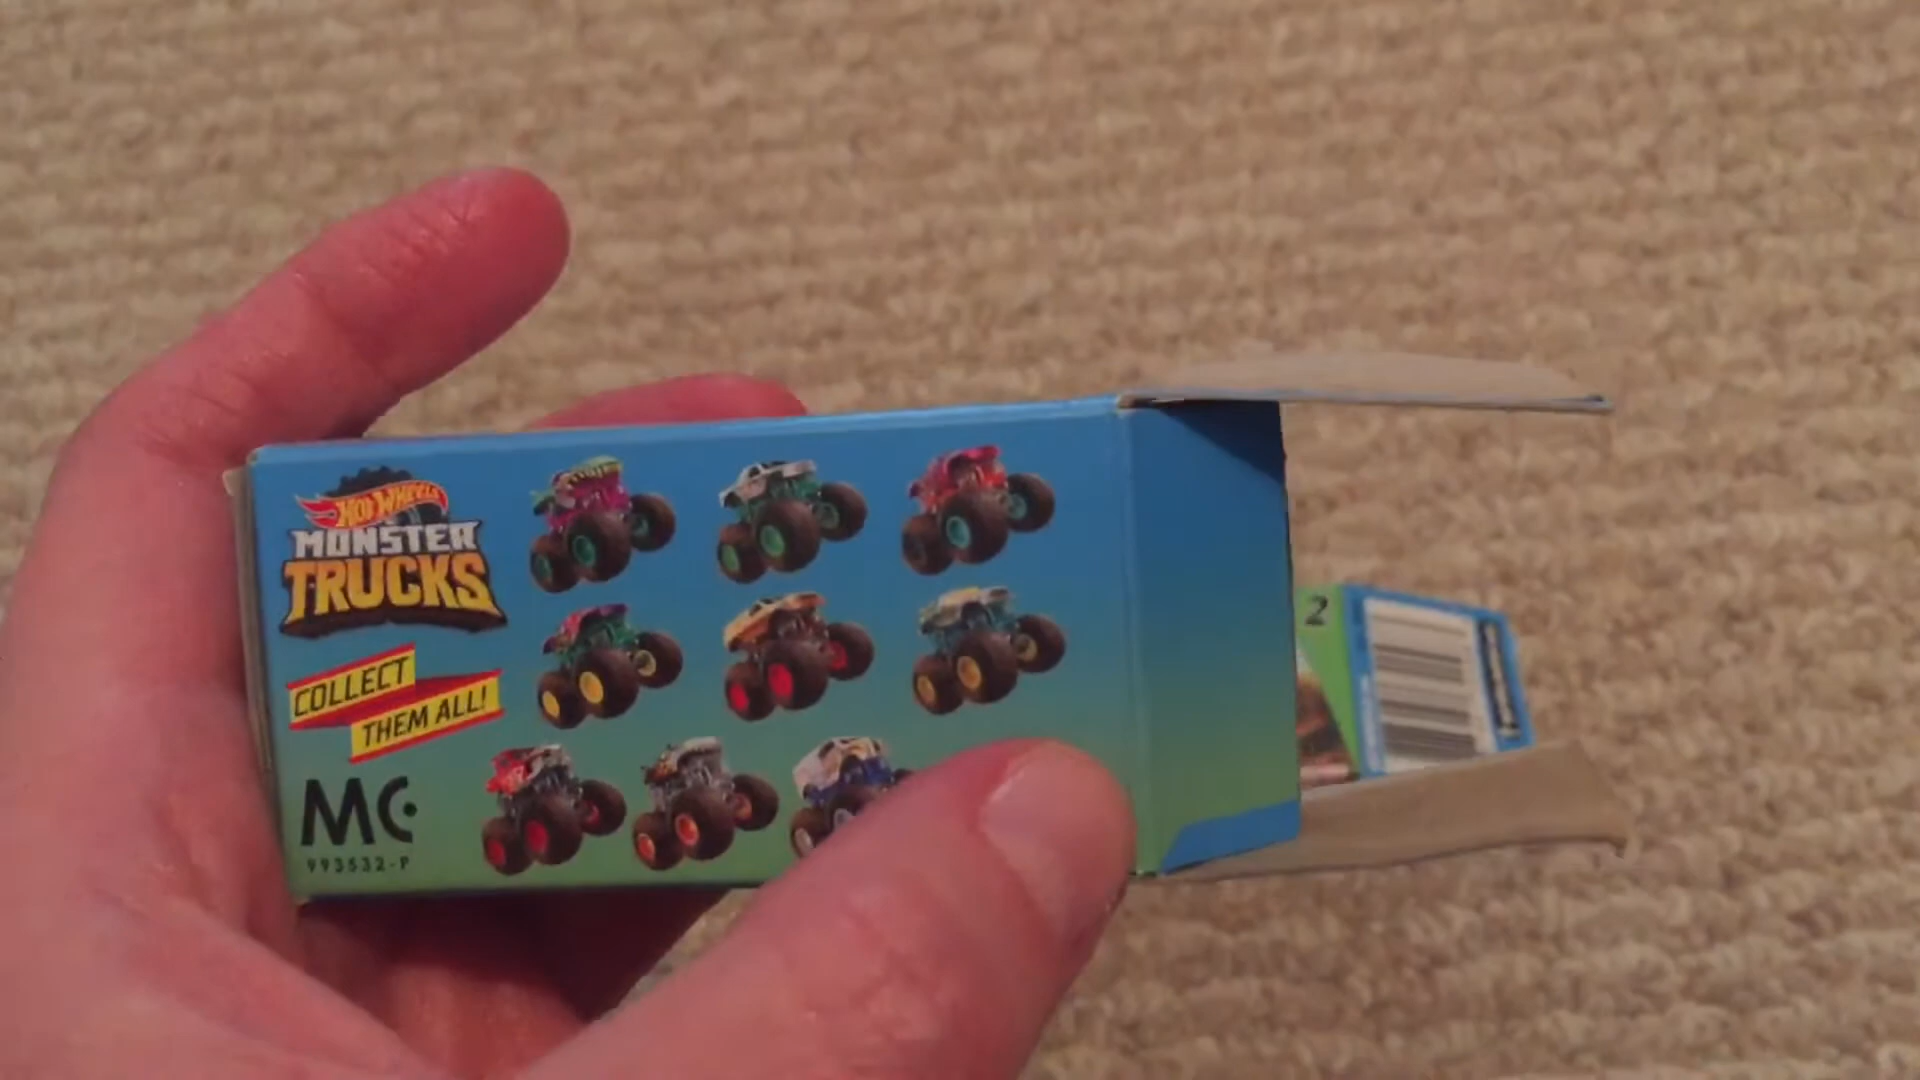 HOT WHEELS
MONSTER
TRUCKS
COLLECT
THEM ALL!
MC
993532-P
2